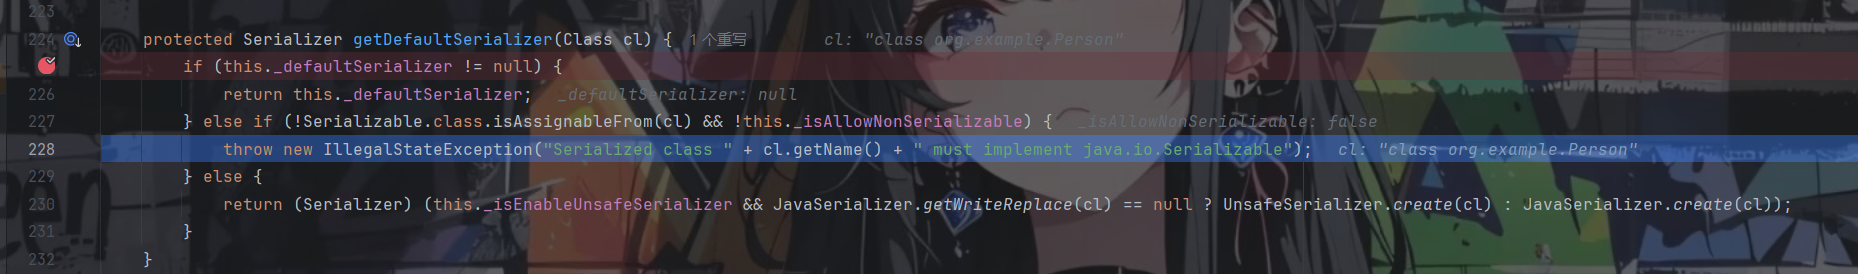 223
224 protected Serializer getDefaultSerializer(Class cl) { 1 个重写 cl: "class org.example.Person"
if (this._defaultSerializer != null) {
226 return this._defaultSerializer; _defaultSerializer: null
227 } else if (!Serializable.class.isAssignableFrom(cl) && !this._isAllowNonSerializable) { _isAllowNonSerializable: false
228 throw new IllegalStateException("Serialized class " + cl.getName() + " must implement java.io.Serializable"); cl: "class org.example.Person"
229 } else {
230 return (Serializer) (this._isEnableUnsafeSerializer && JavaSerializer.getWriteReplace(cl) == null ? UnsafeSerializer.create(cl) : JavaSerializer.create(cl));
231 }
232 }